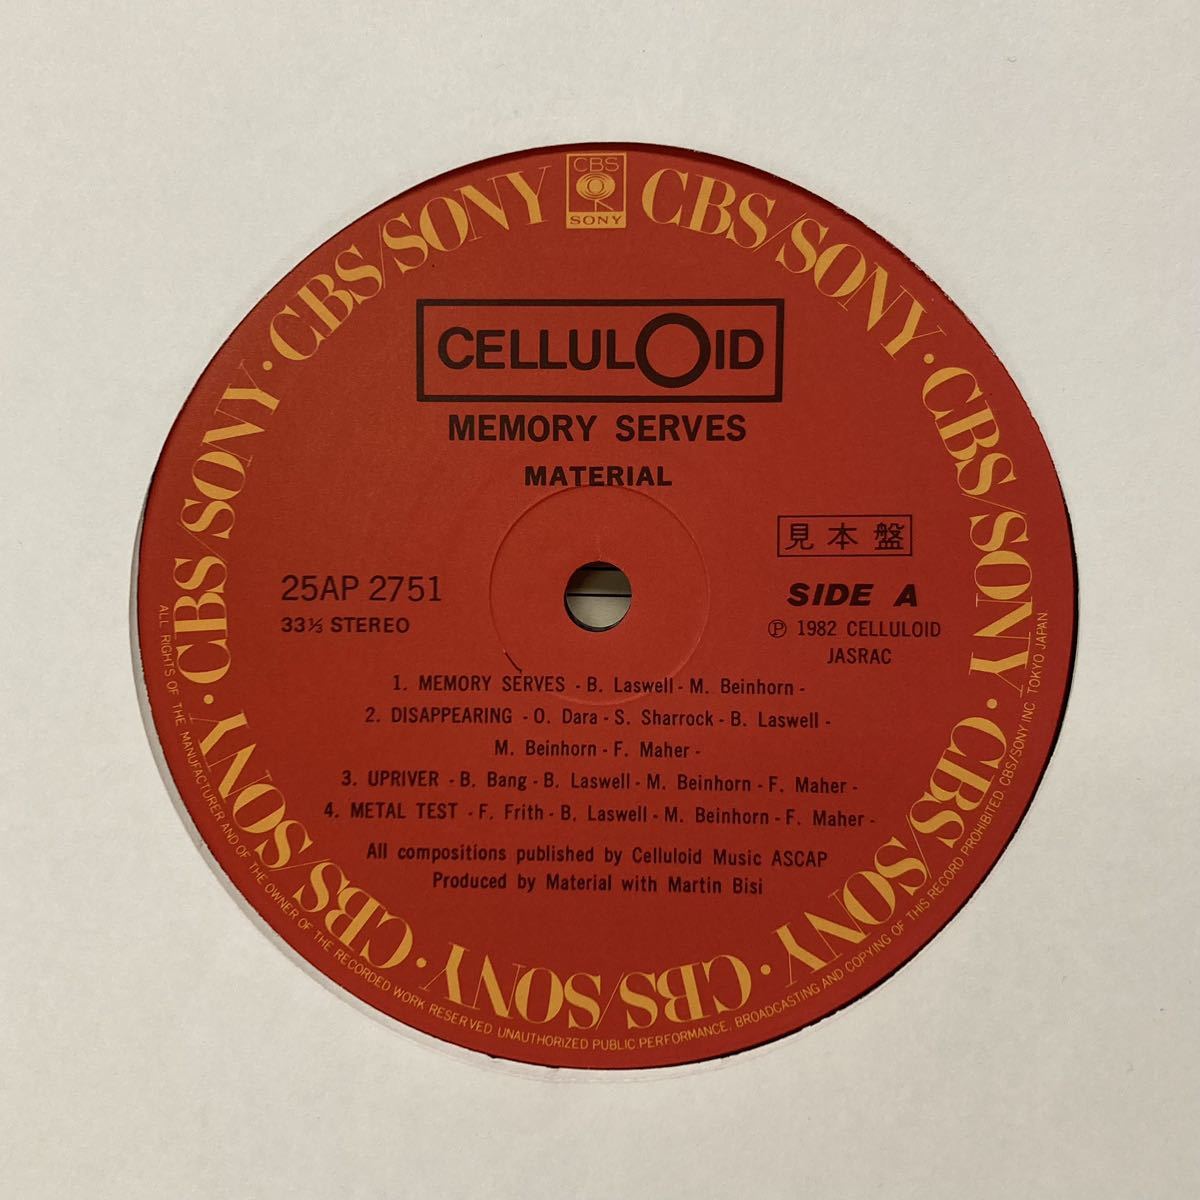 CBS
SONY
CBS/SONY · CBS/SONY · CBS/SONY · CBS/SONY · CBS/SONY · CBS/SONY · CBS/SONY · CBS/SONY
CELLULOID
MEMORY SERVES
MATERIAL
見本盤
25AP 2751
SIDE A
33⅓ STEREO
Ⓟ 1982 CELLULOID
JASRAC
1. MEMORY SERVES - B. Laswell - M. Beinhorn -
2. DISAPPEARING - O. Dara - S. Sharrock - B. Laswell -
M. Beinhorn - F. Maher -
3. UPRIVER - B. Bang - B. Laswell - M. Beinhorn - F. Maher -
4. METAL TEST - F. Frith - B. Laswell - M. Beinhorn - F. Maher -
All compositions published by Celluloid Music ASCAP
Produced by Material with Martin Bisi
ALL RIGHTS OF THE MANUFACTURER AND OF THE OWNER OF THE RECORDED WORK RESERVED UNAUTHORIZED PUBLIC PERFORMANCE, BROADCASTING AND COPYING OF THIS RECORD PROHIBITED CBS/SONY INC. TOKYO JAPAN